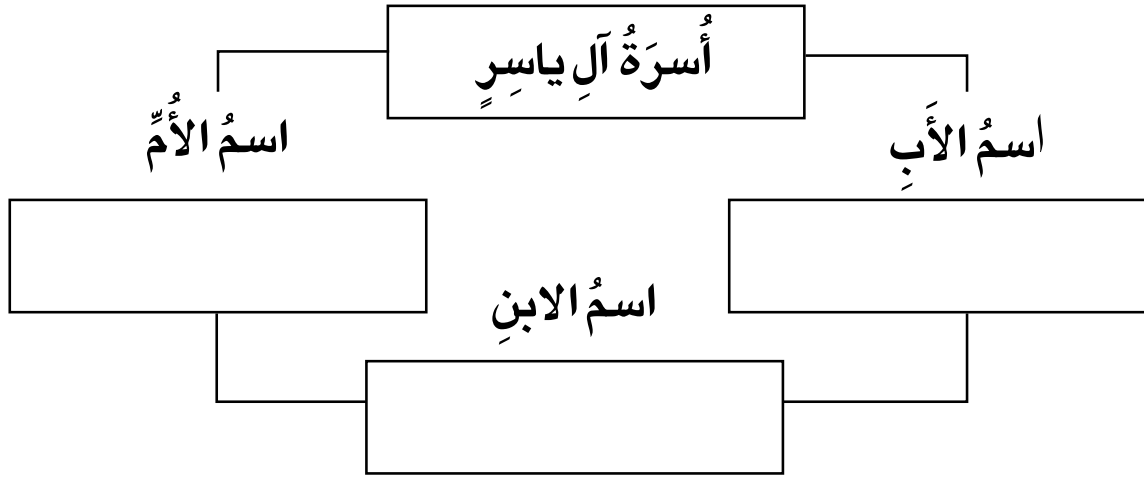 أُسرَةُ آلِ ياسِرٍ
اسمُ الأَبِ
اسمُ الأُمِّ
اسمُ الابنِ